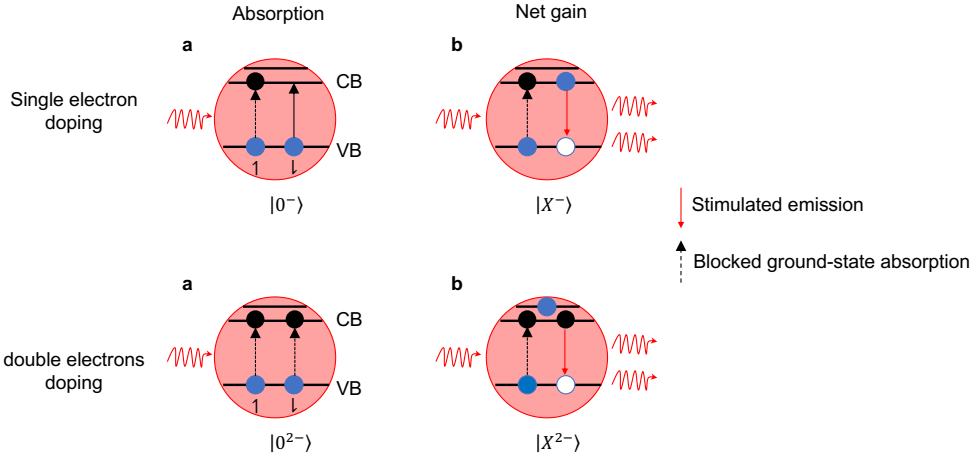 Absorption
Net gain
a
b
Single electron
doping
CB
VB
|0⁻⟩
|X⁻⟩
Stimulated emission
Blocked ground-state absorption
a
b
double electrons
doping
CB
VB
|0²⁻⟩
|X²⁻⟩